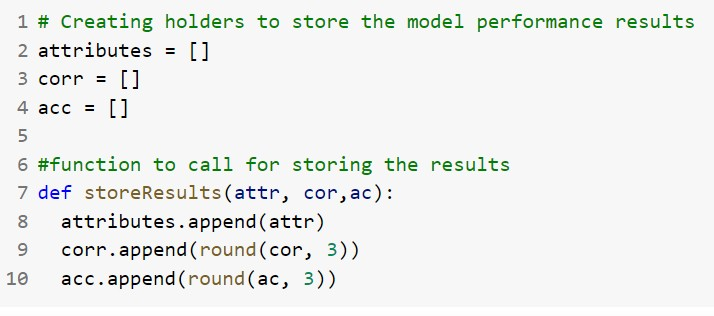 1 # Creating holders to store the model performance results
2 attributes = []
3 corr = []
4 acc = []
5
6 #function to call for storing the results
7 def storeResults(attr, cor,ac):
8   attributes.append(attr)
9   corr.append(round(cor, 3))
10   acc.append(round(ac, 3))